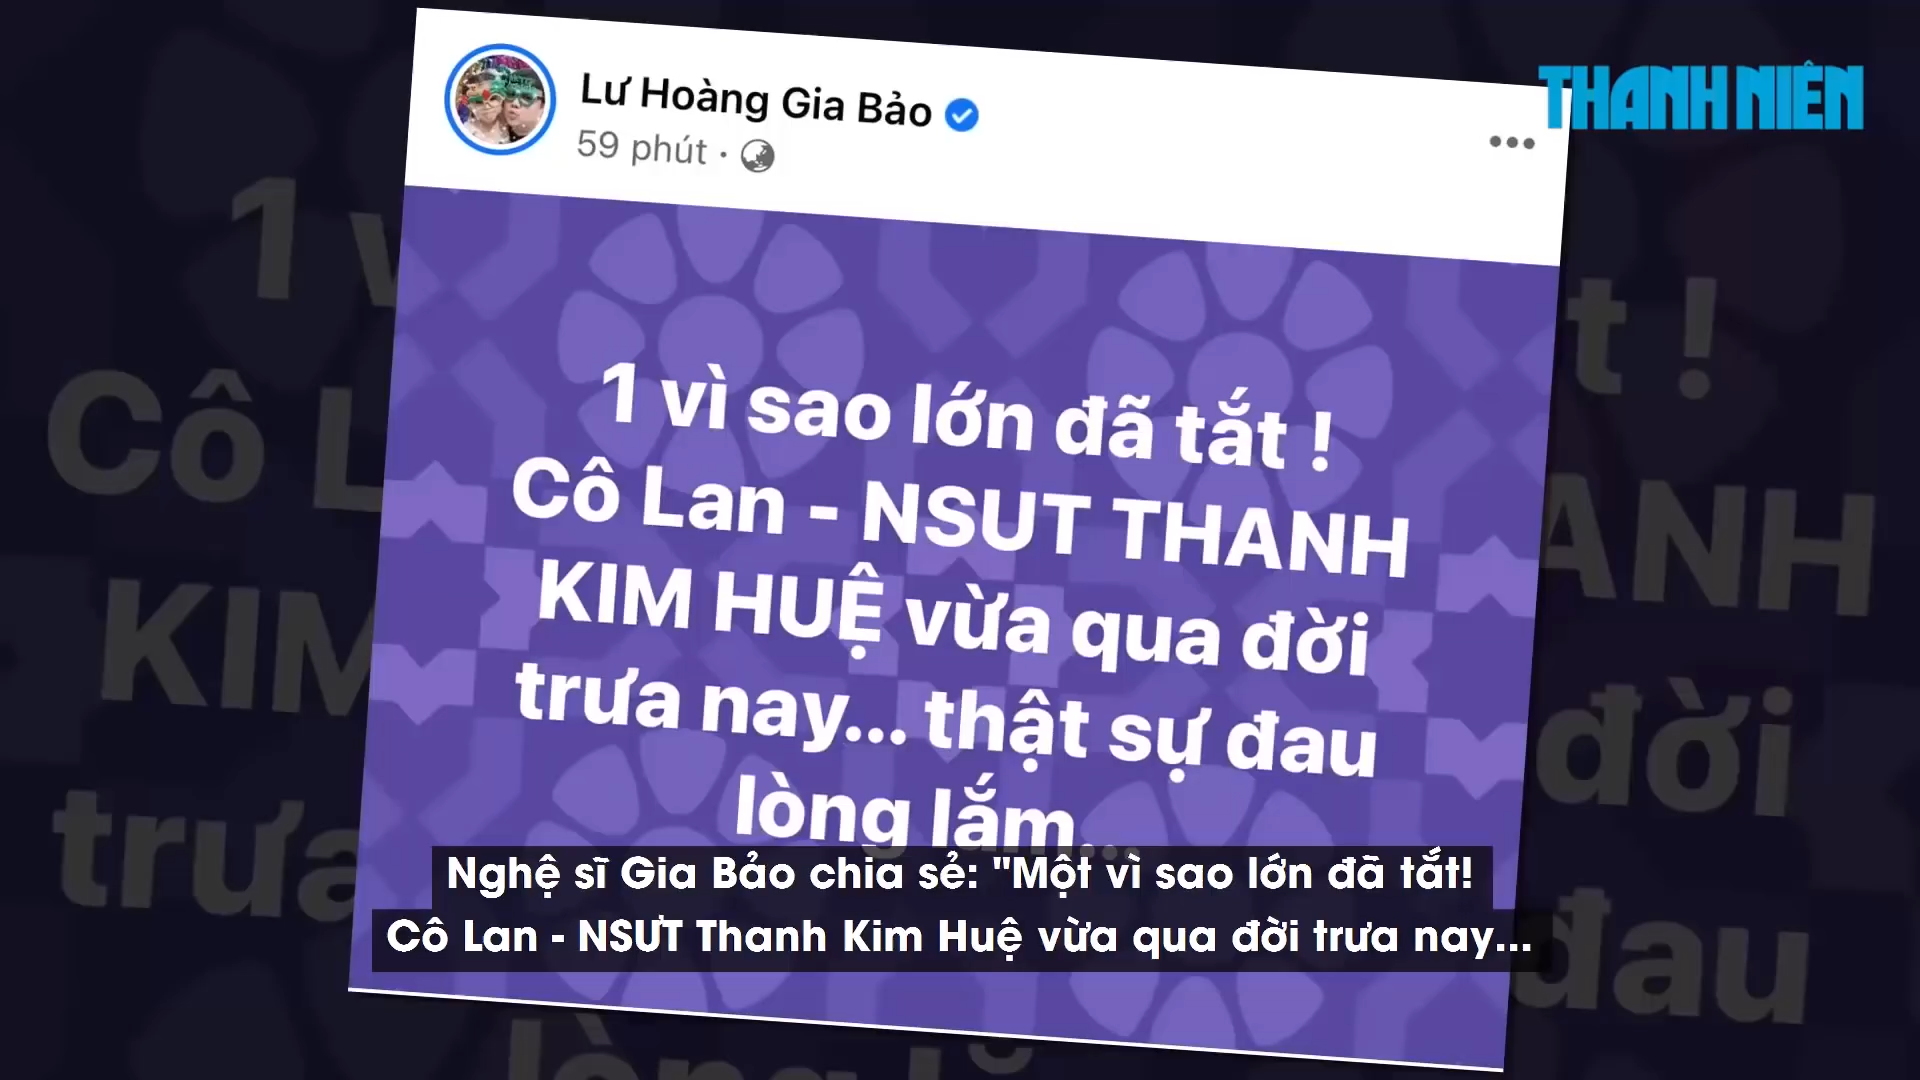 THANH NIÊN
Lư Hoàng Gia Bảo
59 phút ·
1 vì sao lớn đã tắt !
Cô Lan - NSUT THANH
KIM HUỆ vừa qua đời
trưa nay... thật sự đau
lòng lắm...
Nghệ sĩ Gia Bảo chia sẻ: "Một vì sao lớn đã tắt!
Cô Lan - NSƯT Thanh Kim Huệ vừa qua đời trưa nay...